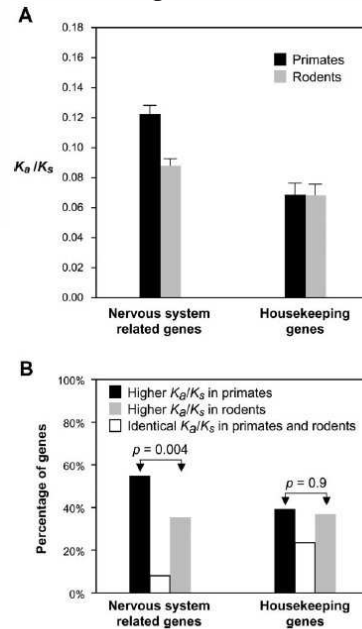 A
0.18
0.16
0.14
0.12
0.10
0.08
0.06
0.04
0.02
0.00
Ka /Ks
Primates
Rodents
Nervous system
related genes
Housekeeping
genes
B
100%
80%
60%
40%
20%
0%
Percentage of genes
Higher Ka/Ks in primates
Higher Ka/Ks in rodents
Identical Ka/Ks in primates and rodents
p = 0.004
p = 0.9
Nervous system
related genes
Housekeeping
genes